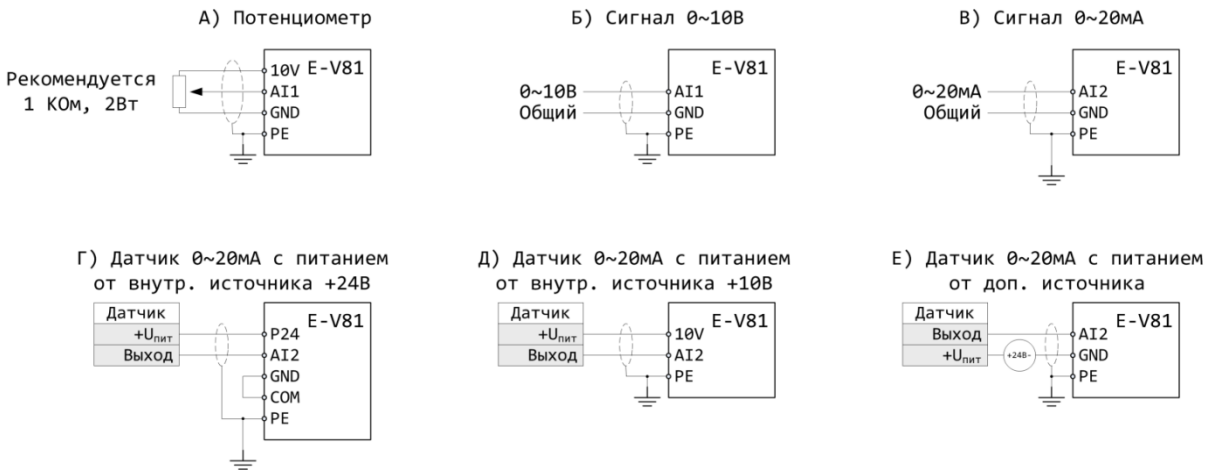 А) Потенциометр
Рекомендуется
1 КОм, 2Вт
10V E-V81
AI1
GND
PE
Б) Сигнал 0~10В
0~10В
Общий
E-V81
AI1
GND
PE
В) Сигнал 0~20мА
0~20мА
Общий
E-V81
AI2
GND
PE
Г) Датчик 0~20мА с питанием
от внутр. источника +24В
Датчик
+Uпит
Выход
E-V81
P24
AI2
GND
COM
PE
Д) Датчик 0~20мА с питанием
от внутр. источника +10В
Датчик
+Uпит
Выход
E-V81
10V
AI2
PE
Е) Датчик 0~20мА с питанием
от доп. источника
Датчик
Выход
+Uпит
+24В-
E-V81
AI2
GND
PE